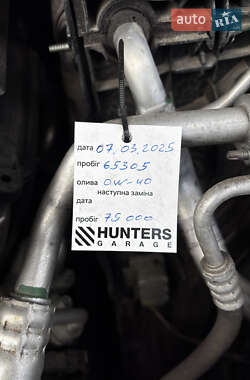 auto RIA
дата 07.03.2025
пробіг 65305
олива 0W-40
наступна заміна
дата
пробіг 75 000
HUNTERS
GARAGE